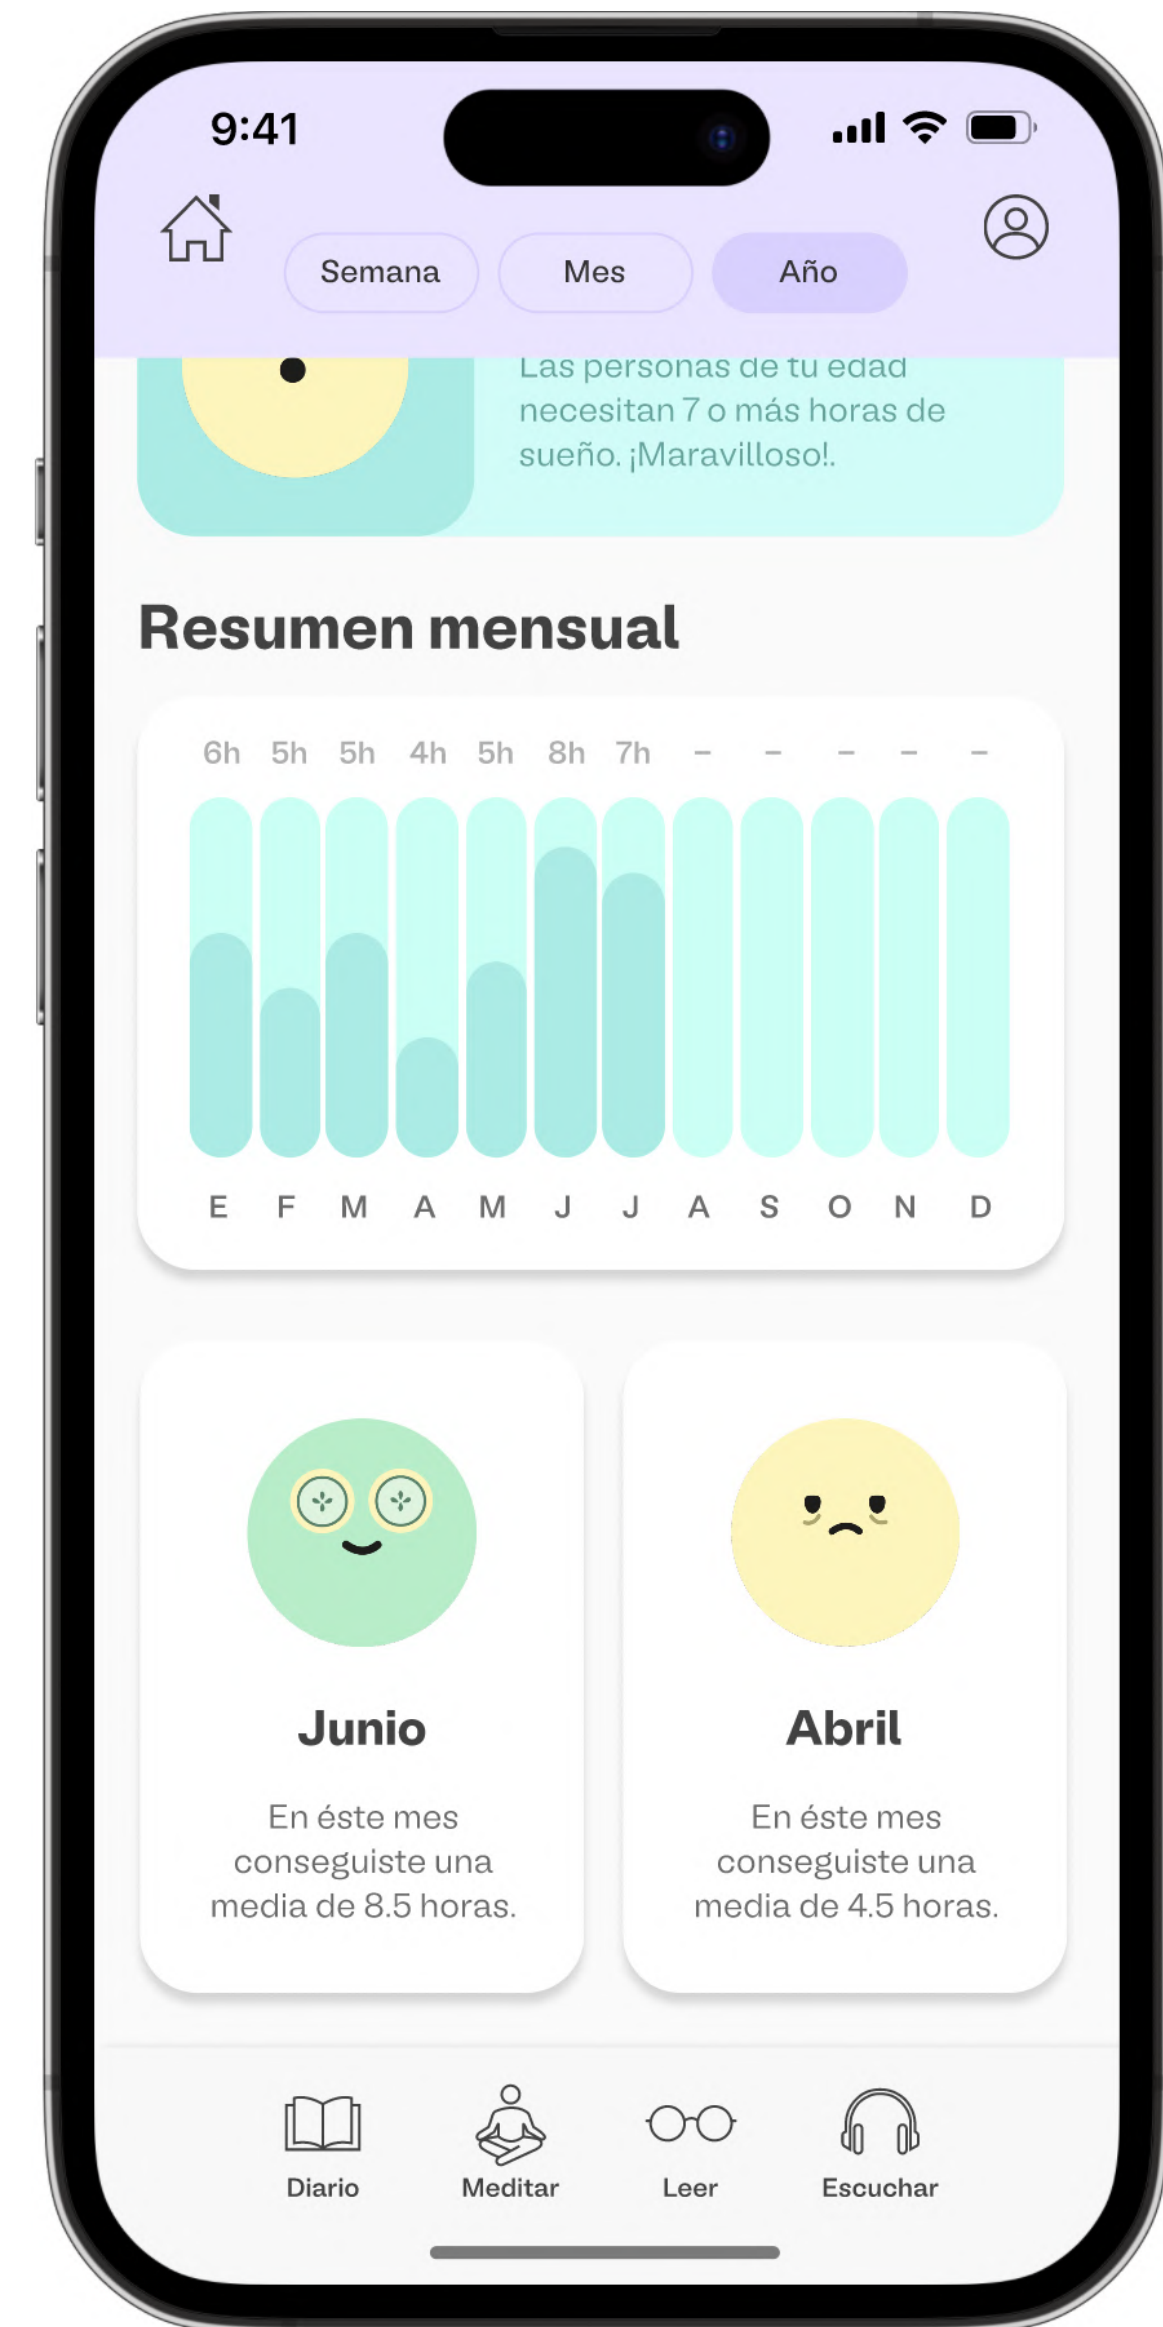 9:41
Semana Mes Año
Las personas de tu edad
necesitan 7 o más horas de
sueño. ¡Maravilloso!.
Resumen mensual
6h 5h 5h 4h 5h 8h 7h – – – – –
E F M A M J J A S O N D
Junio
En éste mes
conseguiste una
media de 8.5 horas.
Abril
En éste mes
conseguiste una
media de 4.5 horas.
Diario Meditar Leer Escuchar